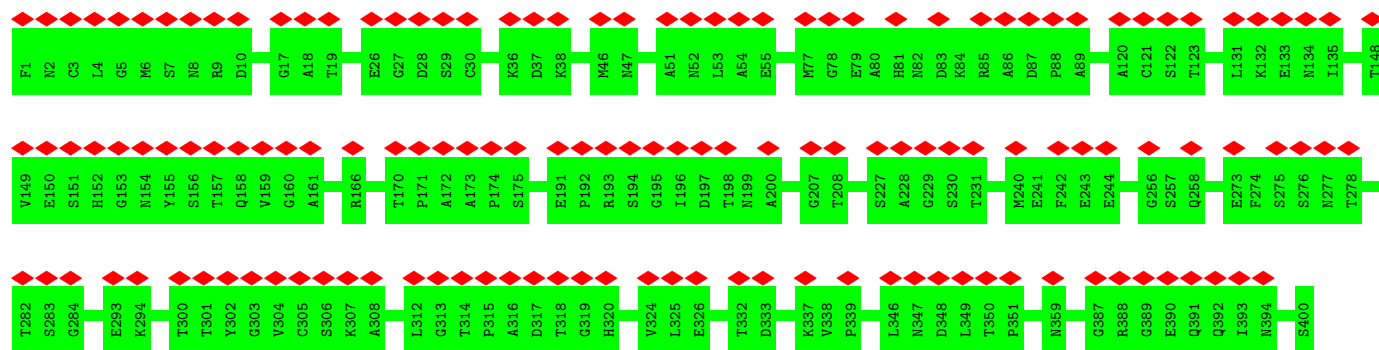 F1 N2 C3 L4 G5 M6 S7 N8 R9 D10 G17 A18 T19 E26 G27 D28 S29 C30 K36 D37 K38 M46 N47 A51 N52 L53 A54 E55 M77 G78 E79 A80 H81 N82 D83 K84 R85 A86 D87 P88 A89 A120 C121 S122 T123 L131 K132 E133 N134 I135 T148
V149 E150 S151 H152 G153 N154 Y155 S156 T157 Q158 V159 G160 A161 R166 T170 P171 A172 A173 P174 S175 E191 P192 R193 S194 G195 I196 D197 T198 N199 A200 G207 T208 S227 A228 G229 S230 T231 M240 E241 F242 E243 E244 G256 S257 Q258 E273 F274 S275 S276 N277 T278
T282 S283 G284 E293 K294 T300 T301 Y302 G303 V304 C305 S306 K307 A308 L312 G313 T314 P315 A316 D317 T318 G319 H320 V324 L325 E326 T332 D333 K337 V338 P339 L346 N347 D348 L349 T350 P351 N359 G387 R388 G389 E390 Q391 Q392 I393 N394 S400